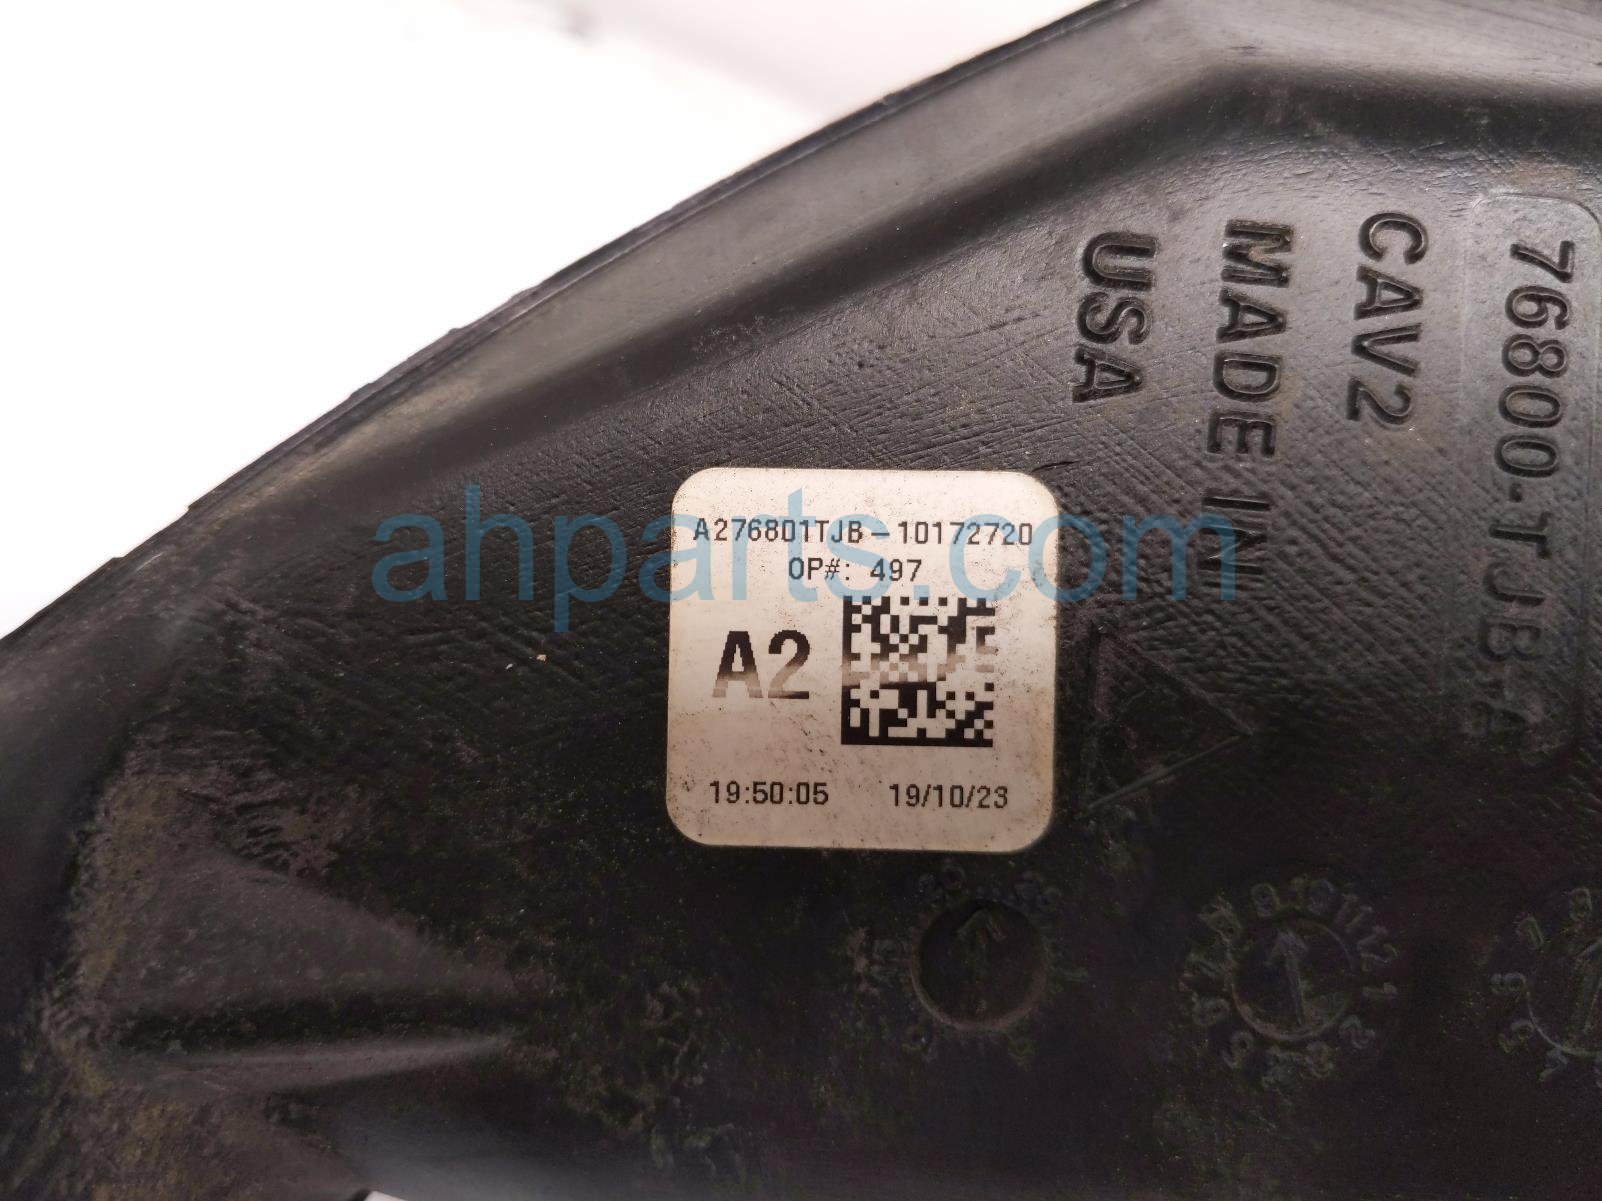 76800-TJB-A
CAV2
MADE IN
USA
A276801TJB-10172720
OP#: 497
A2
19:50:05 19/10/23
ahparts.com